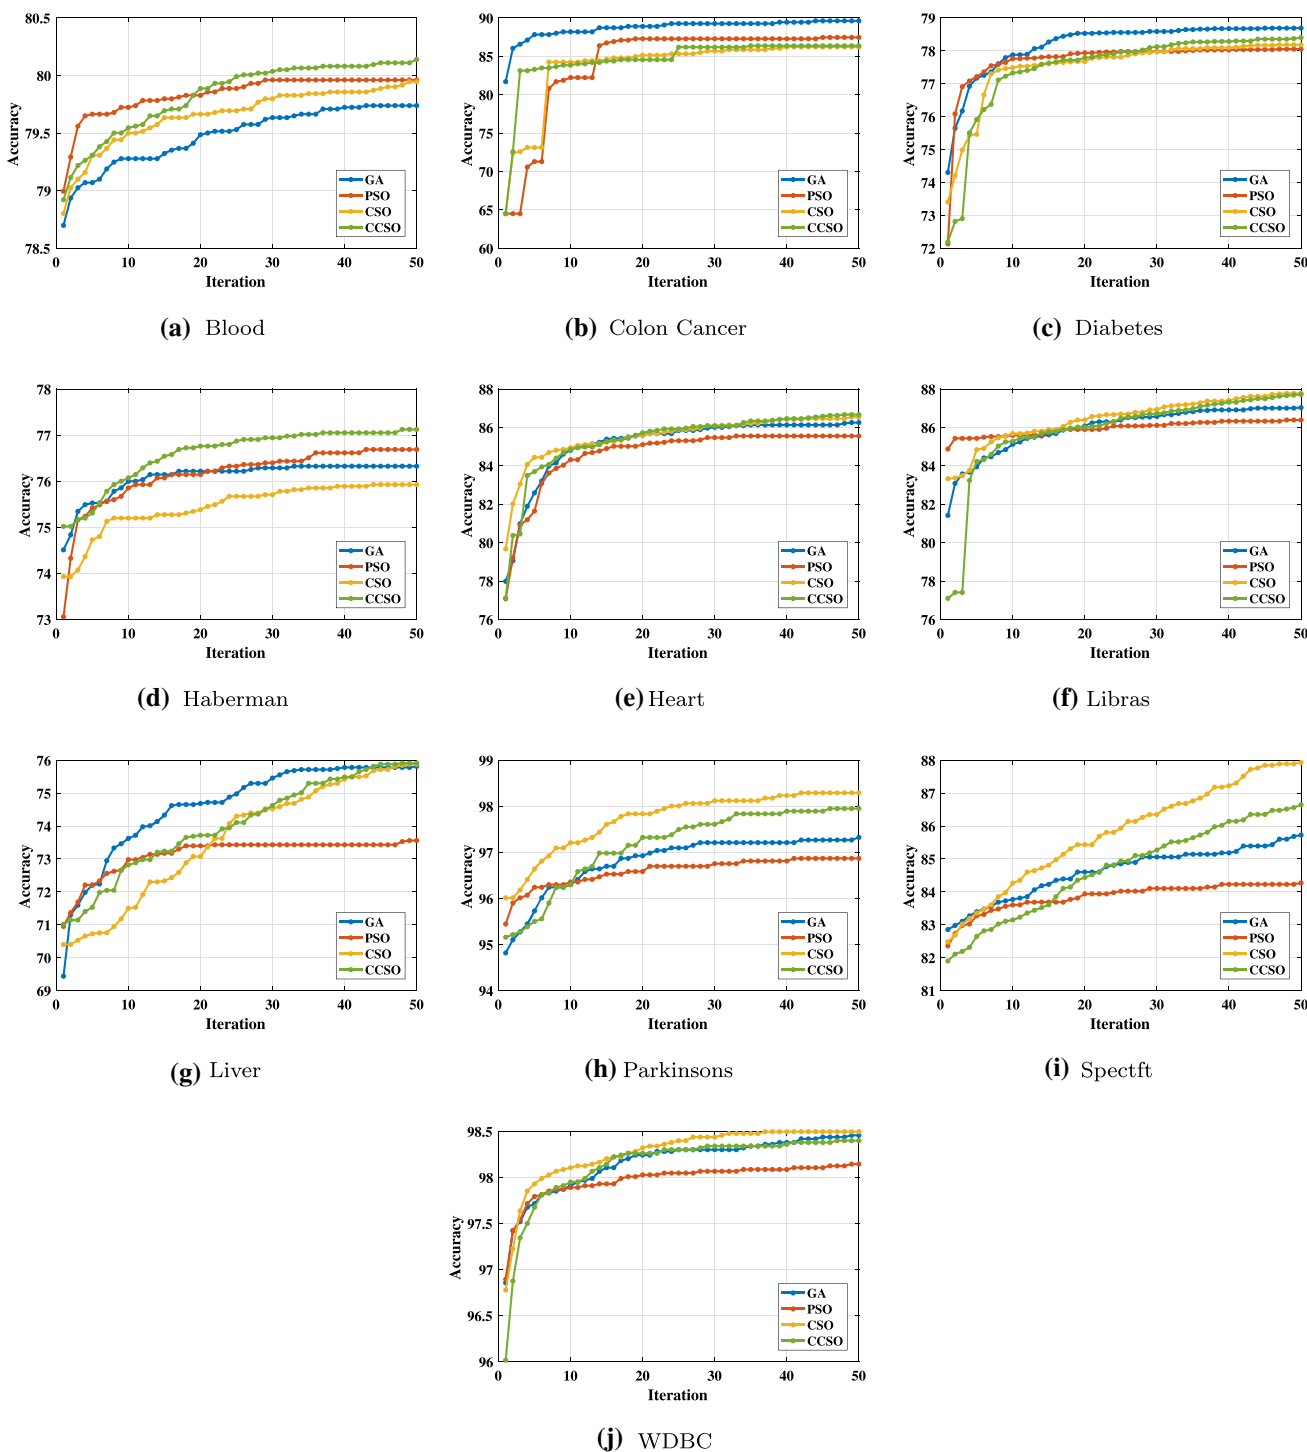 80.5
80
79.5
79
78.5
Accuracy
0 10 20 30 40 50
Iteration
GA
PSO
CSO
CCSO
(a) Blood
90
85
80
75
70
65
60
Accuracy
0 10 20 30 40 50
Iteration
GA
PSO
CSO
CCSO
(b) Colon Cancer
79
78
77
76
75
74
73
72
Accuracy
0 10 20 30 40 50
Iteration
GA
PSO
CSO
CCSO
(c) Diabetes
78
77
76
75
74
73
Accuracy
0 10 20 30 40 50
Iteration
GA
PSO
CSO
CCSO
(d) Haberman
88
86
84
82
80
78
76
Accuracy
0 10 20 30 40 50
Iteration
GA
PSO
CSO
CCSO
(e) Heart
88
86
84
82
80
78
76
Accuracy
0 10 20 30 40 50
Iteration
GA
PSO
CSO
CCSO
(f) Libras
76
75
74
73
72
71
70
69
Accuracy
0 10 20 30 40 50
Iteration
GA
PSO
CSO
CCSO
(g) Liver
99
98
97
96
95
94
Accuracy
0 10 20 30 40 50
Iteration
GA
PSO
CSO
CCSO
(h) Parkinsons
88
87
86
85
84
83
82
81
Accuracy
0 10 20 30 40 50
Iteration
GA
PSO
CSO
CCSO
(i) Spectft
98.5
98
97.5
97
96.5
96
Accuracy
0 10 20 30 40 50
Iteration
GA
PSO
CSO
CCSO
(j) WDBC